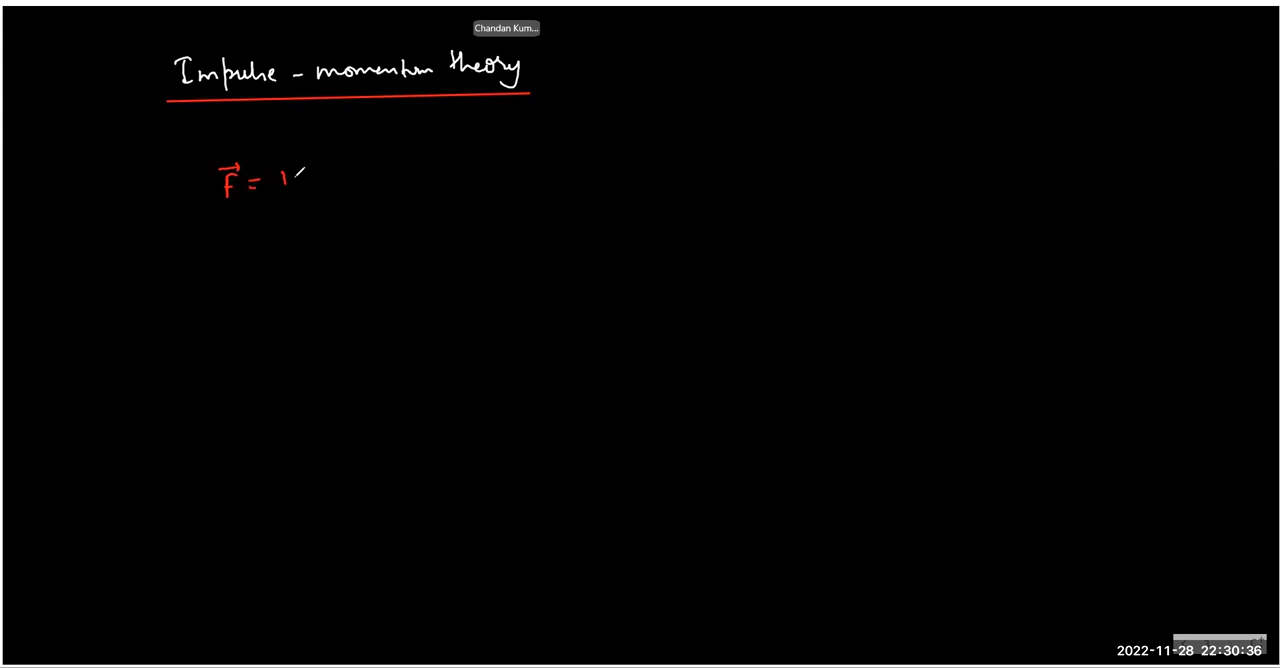 Chandan Kum...
Impulse - momentum theory
F⃗ =
2022-11-28 22:30:36